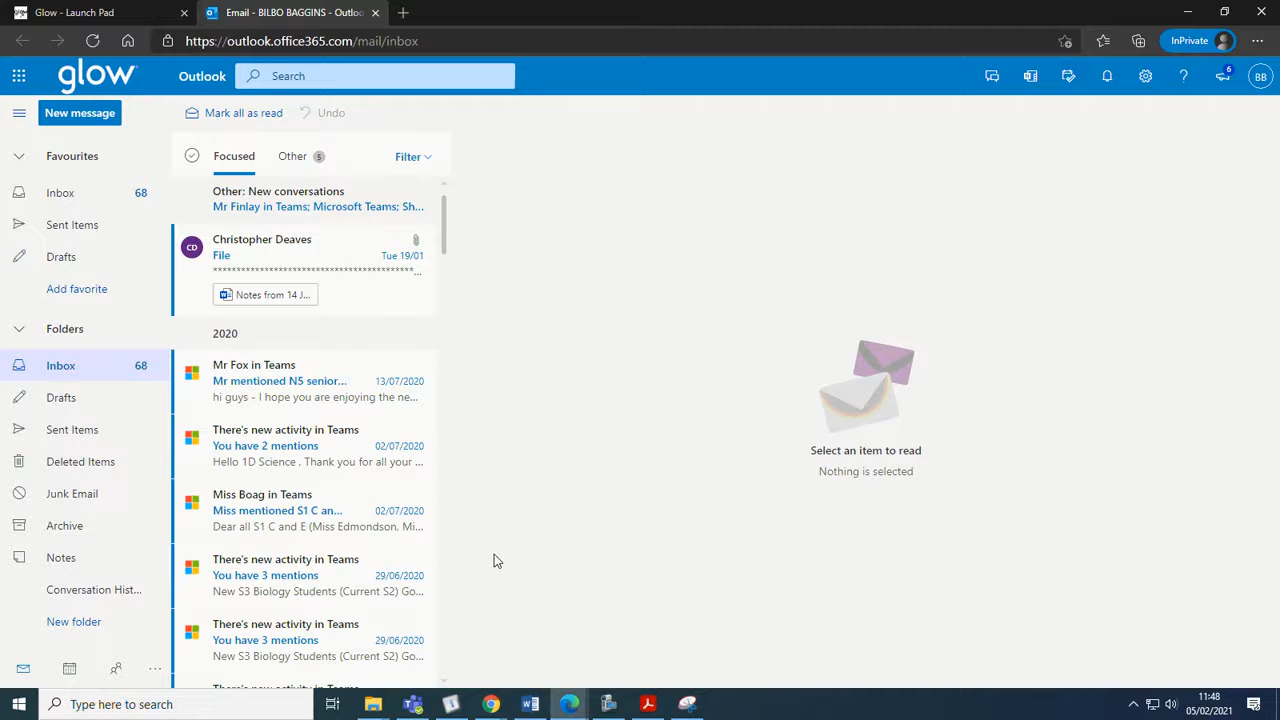 Glow - Launch Pad
Email - BILBO BAGGINS - Outloo
https://outlook.office365.com/mail/inbox
InPrivate
glow
Outlook
Search
6
BB
New message
Mark all as read
Undo
Favourites
Inbox 68
Sent Items
Drafts
Add favorite
Folders
Inbox 68
Drafts
Sent Items
Deleted Items
Junk Email
Archive
Notes
Conversation Hist...
New folder
Focused
Other 5
Filter
Other: New conversations
Mr Finlay in Teams; Microsoft Teams; Sh...
CD
Christopher Deaves
File Tue 19/01
******************************************...
Notes from 14 J...
2020
Mr Fox in Teams
Mr mentioned N5 senior... 13/07/2020
hi guys - I hope you are enjoying the ne...
There's new activity in Teams
You have 2 mentions 02/07/2020
Hello 1D Science , Thank you for all your ...
Miss Boag in Teams
Miss mentioned S1 C an... 02/07/2020
Dear all S1 C and E (Miss Edmondson, Mi...
There's new activity in Teams
You have 3 mentions 29/06/2020
New S3 Biology Students (Current S2) Go...
There's new activity in Teams
You have 3 mentions 29/06/2020
New S3 Biology Students (Current S2) Go...
There's new activity in Teams
Select an item to read
Nothing is selected
Type here to search
11:48
05/02/2021